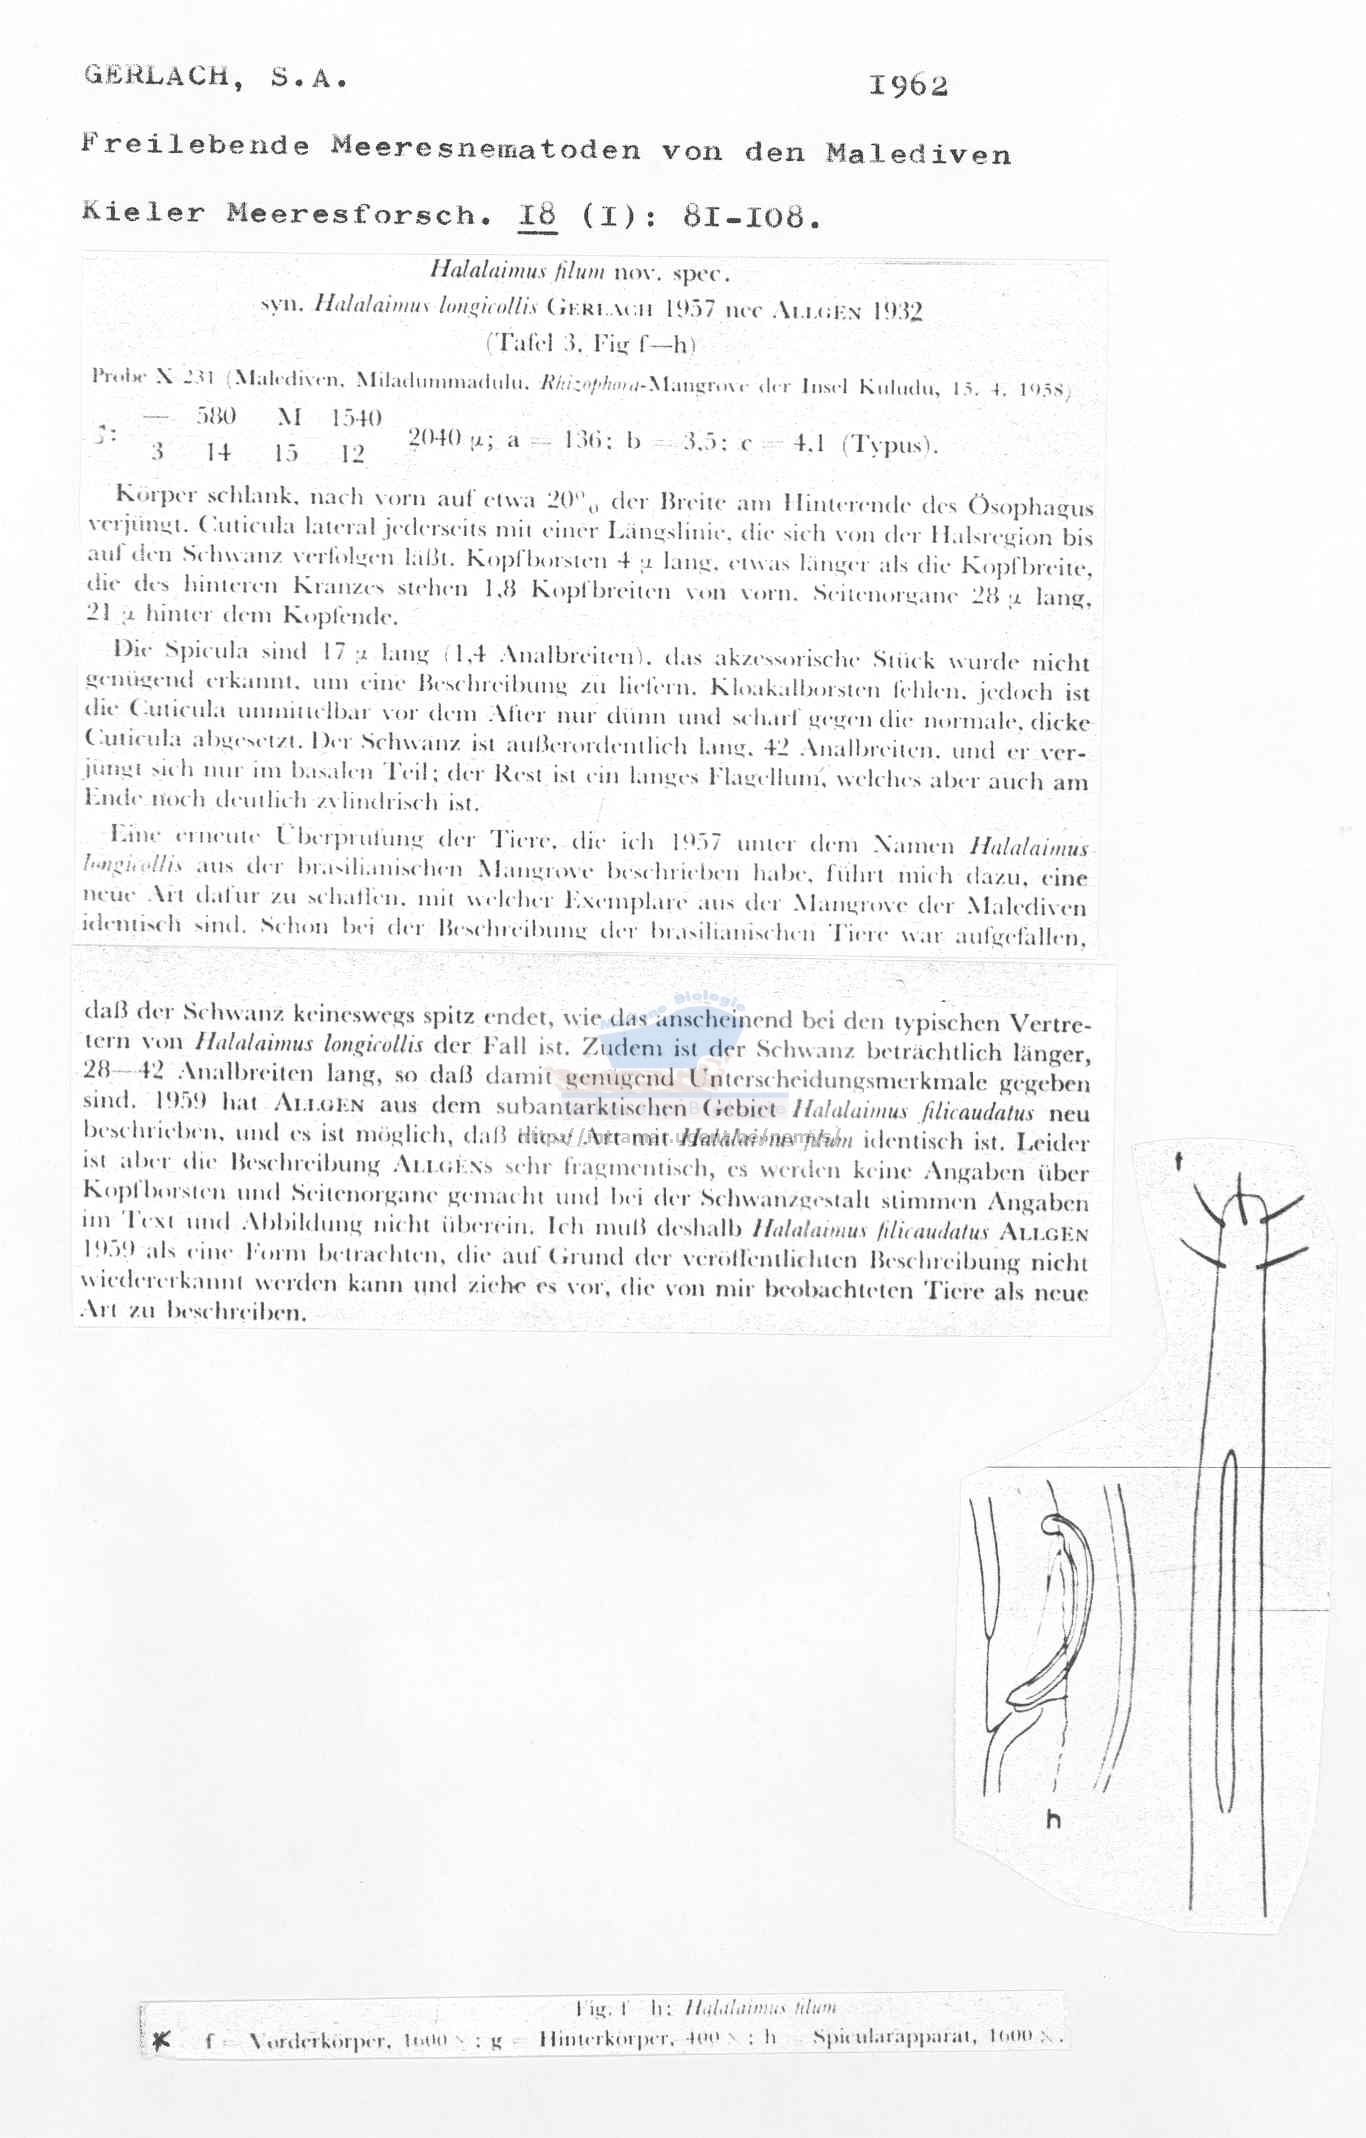 GERLACH, S.A. 1962
Freilebende Meeresnematoden von den Malediven
Kieler Meeresforsch. 18 (I): 8I-I08.
Halalaimus filum nov. spec.
syn. Halalaimus longicollis GERLACH 1957 nec ALLGÉN 1932
(Tafel 3, Fig f—h)
Probe X 231 (Malediven, Miladummadulu, Rhizophora-Mangrove der Insel Kuludu, 15. 4. 1958)
— 580 M 1540
♂: 2040 µ; a = 136; b = 3,5; c = 4,1 (Typus).
3 14 15 12
Körper schlank, nach vorn auf etwa 20% der Breite am Hinterende des Ösophagus
verjüngt. Cuticula lateral jederseits mit einer Längslinie, die sich von der Halsregion bis
auf den Schwanz verfolgen läßt. Kopfborsten 4 µ lang, etwas länger als die Kopfbreite,
die des hinteren Kranzes stehen 1,8 Kopfbreiten von vorn. Seitenorgane 28 µ lang,
21 µ hinter dem Kopfende.
Die Spicula sind 17 µ lang (1,4 Analbreiten), das akzessorische Stück wurde nicht
genügend erkannt, um eine Beschreibung zu liefern. Kloakalborsten fehlen, jedoch ist
die Cuticula unmittelbar vor dem After nur dünn und scharf gegen die normale, dicke
Cuticula abgesetzt. Der Schwanz ist außerordentlich lang, 42 Analbreiten, und er ver-
jüngt sich nur im basalen Teil; der Rest ist ein langes Flagellum, welches aber auch am
Ende noch deutlich zylindrisch ist.
Eine erneute Überprüfung der Tiere, die ich 1957 unter dem Namen Halalaimus
longicollis aus der brasilianischen Mangrove beschrieben habe, führt mich dazu, eine
neue Art dafür zu schaffen, mit welcher Exemplare aus der Mangrove der Malediven
identisch sind. Schon bei der Beschreibung der brasilianischen Tiere war aufgefallen,
daß der Schwanz keineswegs spitz endet, wie das anscheinend bei den typischen Vertre-
tern von Halalaimus longicollis der Fall ist. Zudem ist der Schwanz beträchtlich länger,
28—42 Analbreiten lang, so daß damit genügend Unterscheidungsmerkmale gegeben
sind. 1959 hat ALLGÉN aus dem subantarktischen Gebiet Halalaimus filicaudatus neu
beschrieben, und es ist möglich, daß diese Art mit Halalaimus filum identisch ist. Leider
ist aber die Beschreibung ALLGÉNs sehr fragmentisch, es werden keine Angaben über
Kopfborsten und Seitenorgane gemacht und bei der Schwanzgestalt stimmen Angaben
im Text und Abbildung nicht überein. Ich muß deshalb Halalaimus filicaudatus ALLGÉN
1959 als eine Form betrachten, die auf Grund der veröffentlichten Beschreibung nicht
wiedererkannt werden kann und ziehe es vor, die von mir beobachteten Tiere als neue
Art zu beschreiben.
f
h
Fig. f—h: Halalaimus filum
f = Vorderkörper, 1600 ×; g = Hinterkörper, 400 ×; h = Spicularapparat, 1600 ×.